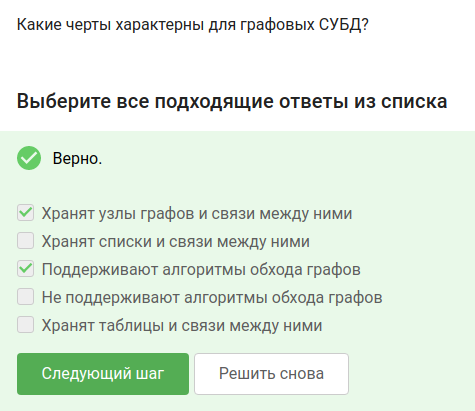 Какие черты характерны для графовых СУБД?
Выберите все подходящие ответы из списка
Верно.
Хранят узлы графов и связи между ними
Хранят списки и связи между ними
Поддерживают алгоритмы обхода графов
Не поддерживают алгоритмы обхода графов
Хранят таблицы и связи между ними
Следующий шаг
Решить снова